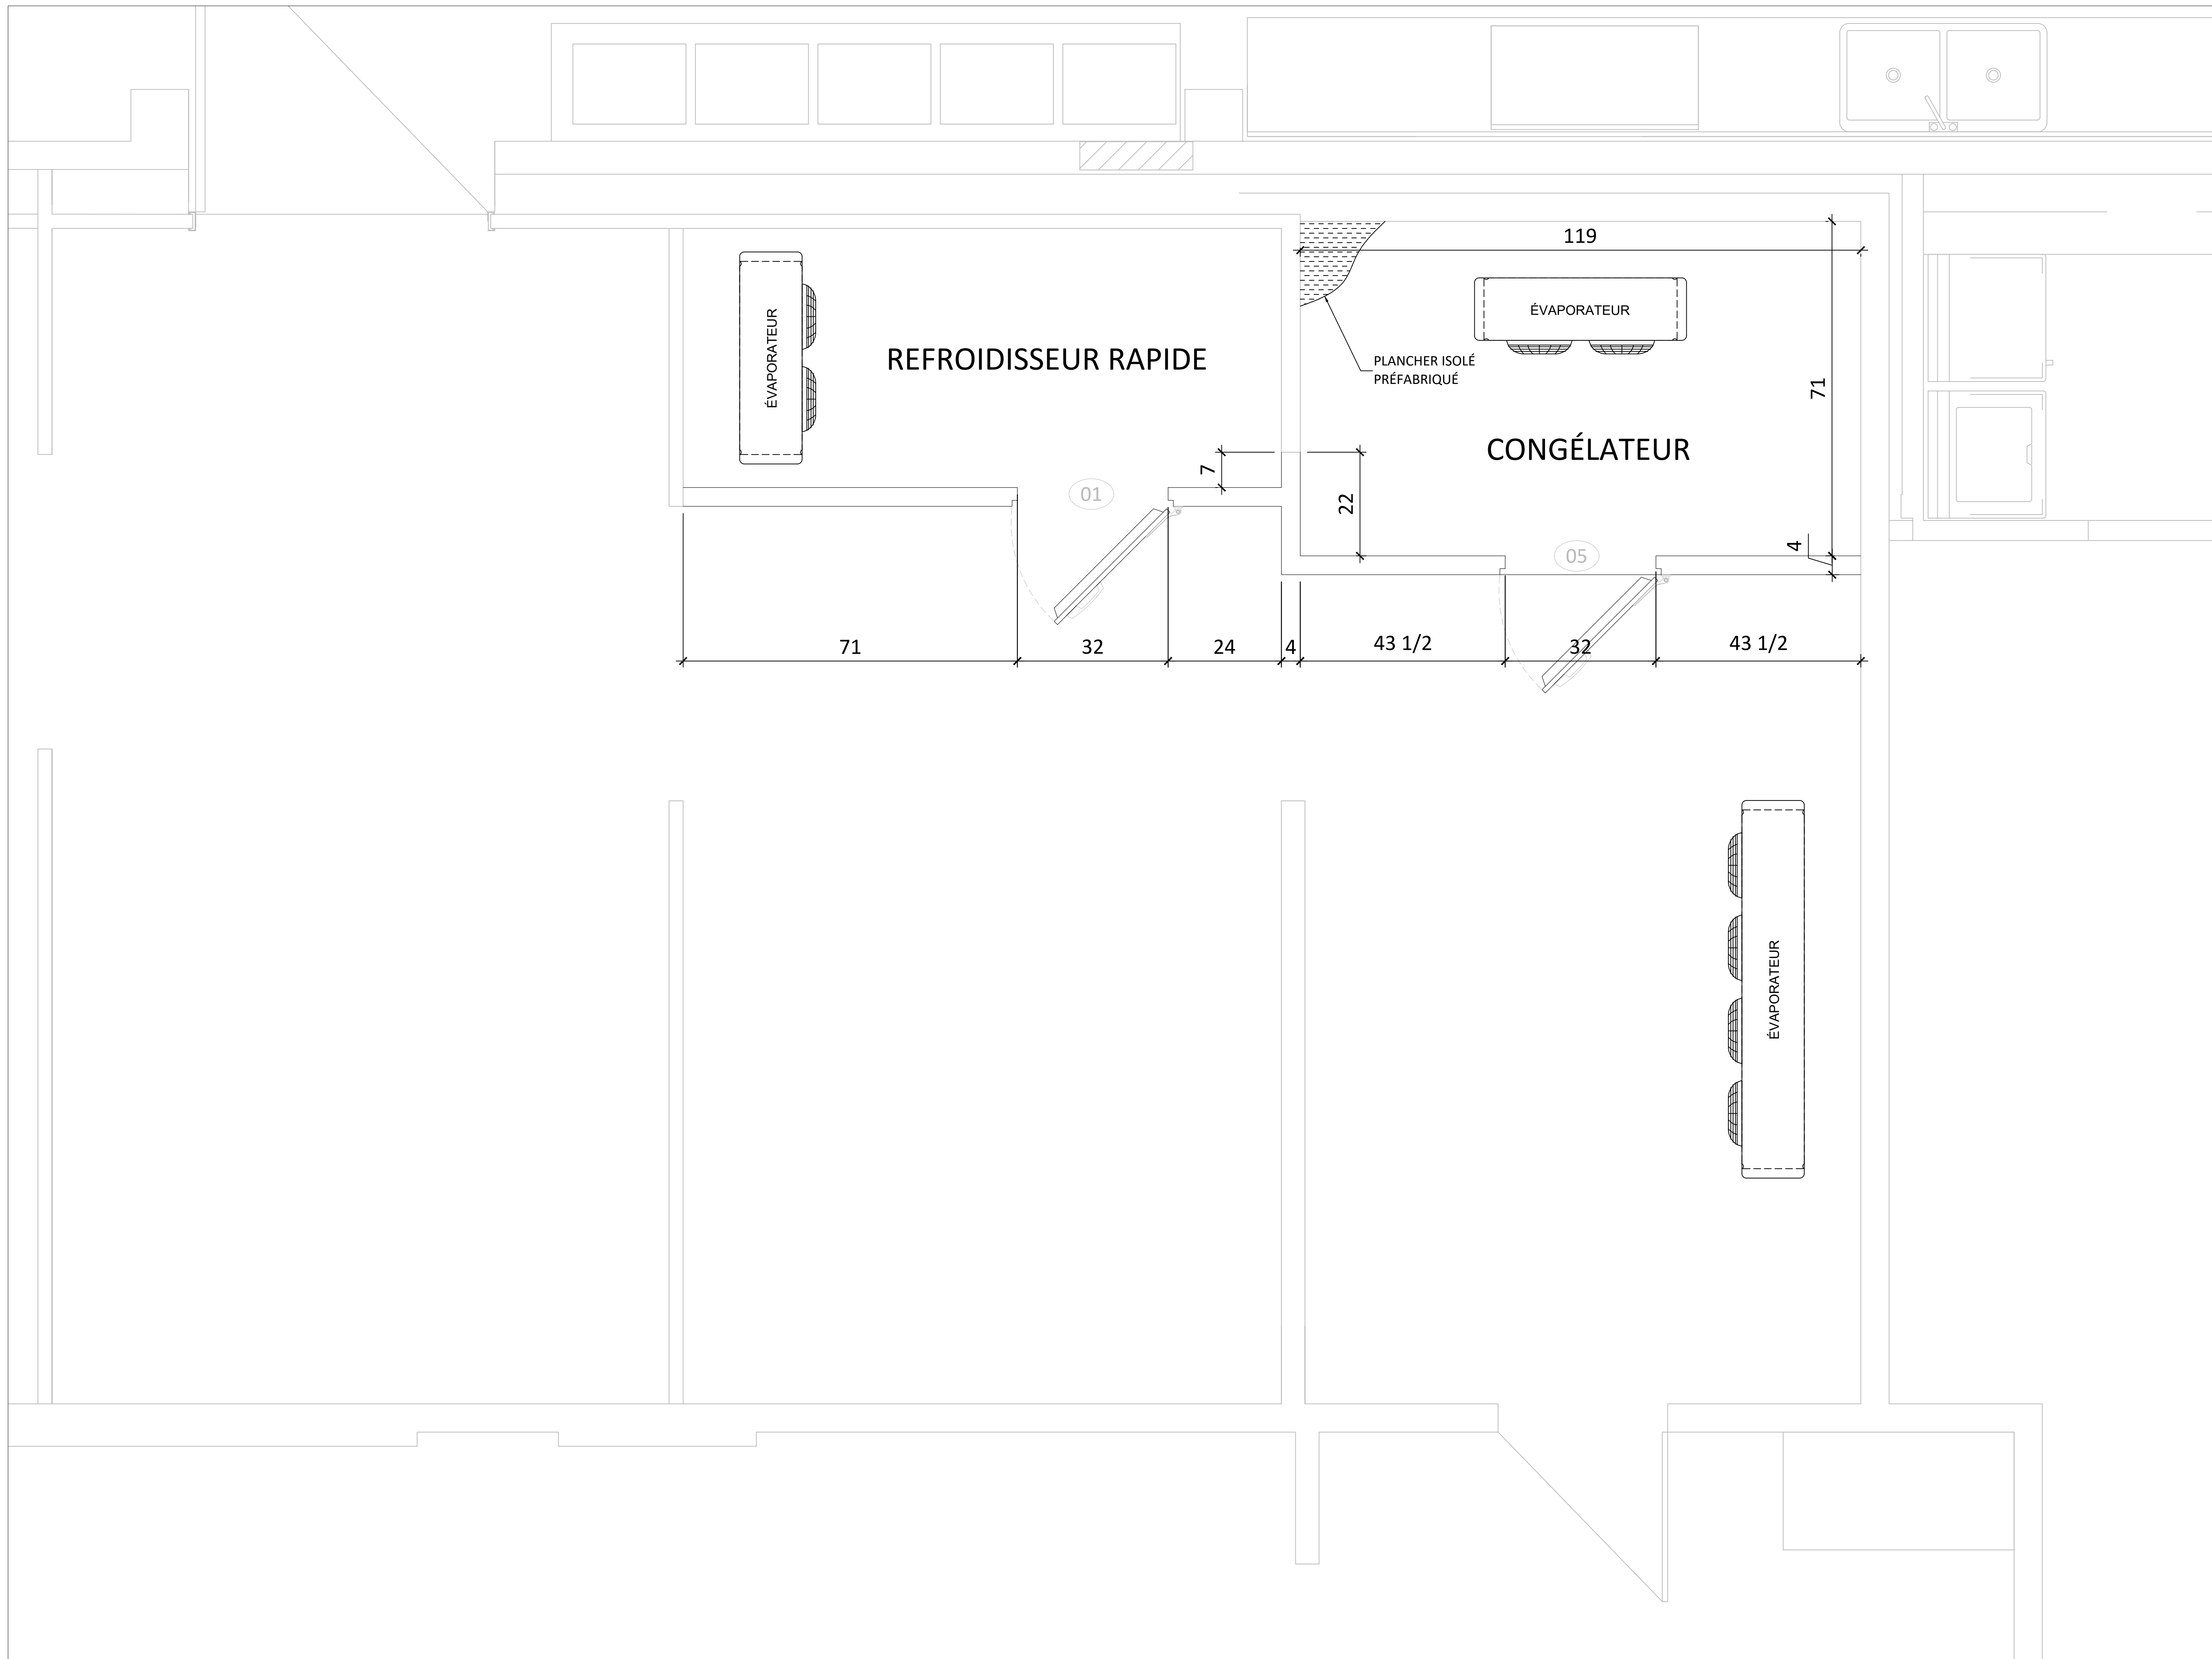 119
ÉVAPORATEUR
ÉVAPORATEUR
REFROIDISSEUR RAPIDE
PLANCHER ISOLÉ
PRÉFABRIQUÉ
71
CONGÉLATEUR
7
01
22
4
05
71
32
24
4
43 1/2
32
43 1/2
ÉVAPORATEUR